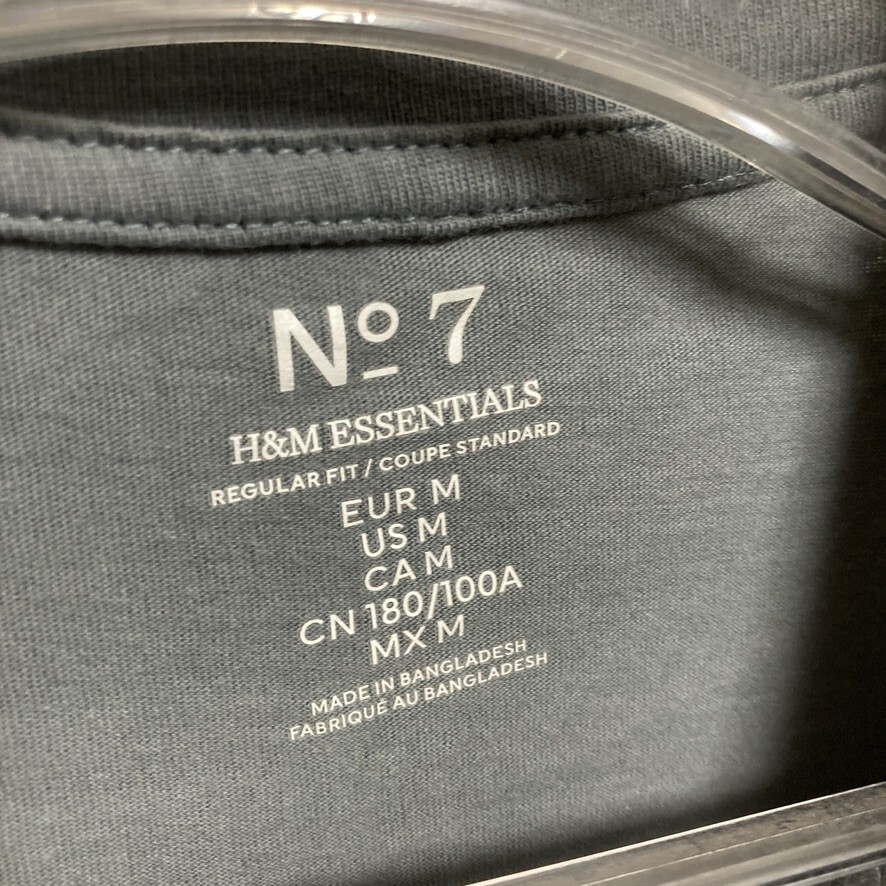 Nº 7
H&M ESSENTIALS
REGULAR FIT / COUPE STANDARD
EUR M
US M
CA M
CN 180/100A
MX M
MADE IN BANGLADESH
FABRIQUÉ AU BANGLADESH